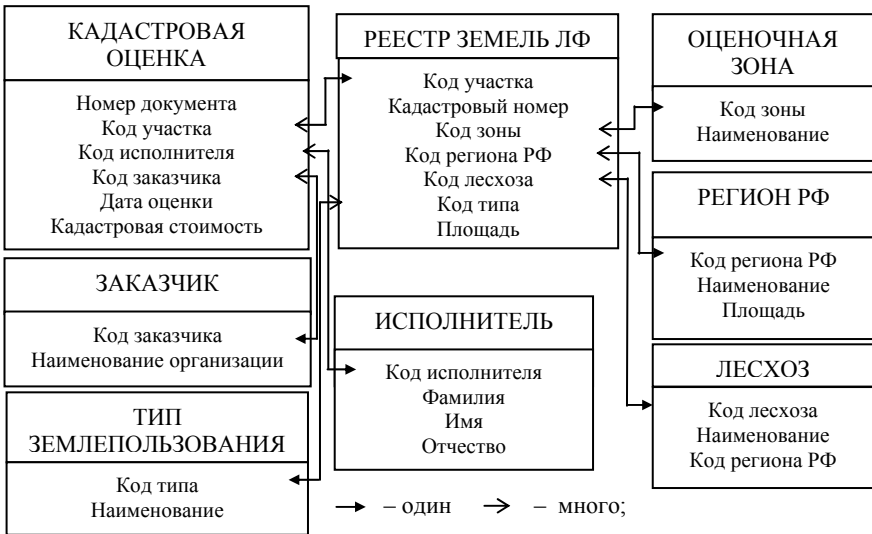 КАДАСТРОВАЯ
ОЦЕНКА
Номер документа
Код участка
Код исполнителя
Код заказчика
Дата оценки
Кадастровая стоимость
РЕЕСТР ЗЕМЕЛЬ ЛФ
Код участка
Кадастровый номер
Код зоны
Код региона РФ
Код лесхоза
Код типа
Площадь
ОЦЕНОЧНАЯ
ЗОНА
Код зоны
Наименование
РЕГИОН РФ
Код региона РФ
Наименование
Площадь
ЗАКАЗЧИК
Код заказчика
Наименование организации
ИСПОЛНИТЕЛЬ
Код исполнителя
Фамилия
Имя
Отчество
ЛЕСХОЗ
Код лесхоза
Наименование
Код региона РФ
ТИП
ЗЕМЛЕПОЛЬЗОВАНИЯ
Код типа
Наименование
– один – много;